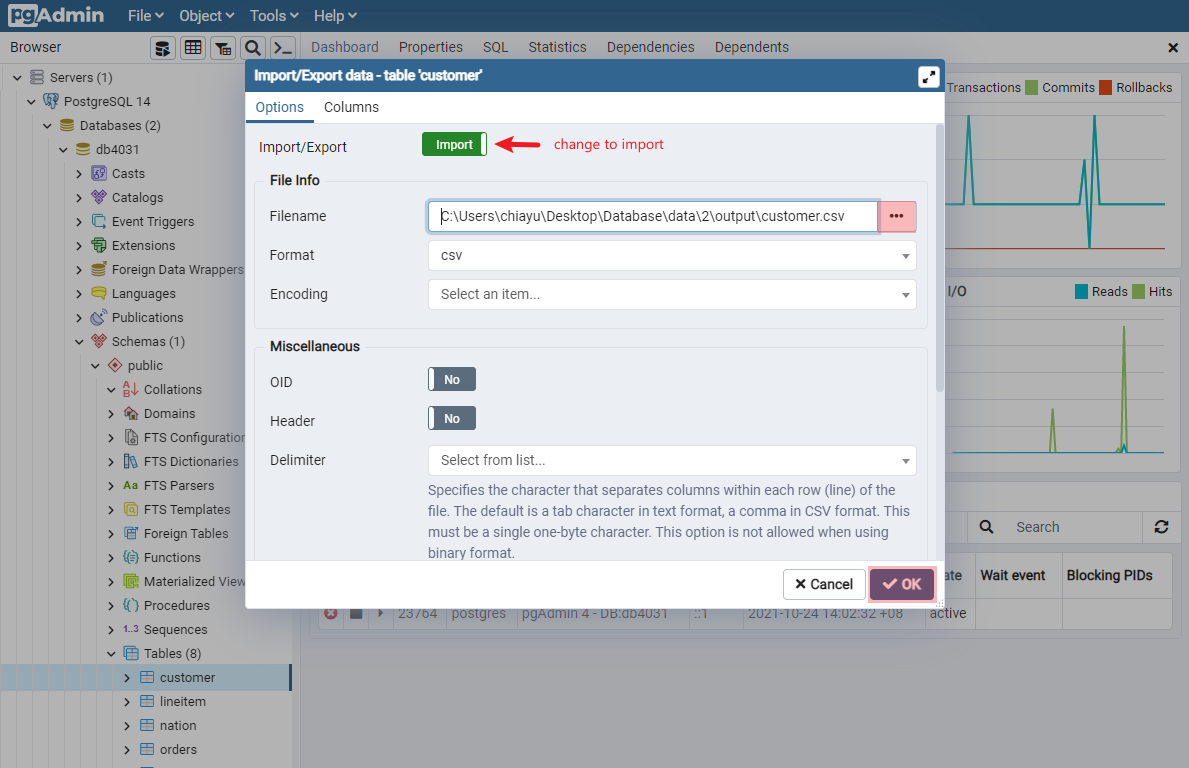 pgAdmin File Object Tools Help
Browser Dashboard Properties SQL Statistics Dependencies Dependents
Servers (1)
PostgreSQL 14
Databases (2)
db4031
Casts
Catalogs
Event Triggers
Extensions
Foreign Data Wrappers
Languages
Publications
Schemas (1)
public
Collations
Domains
FTS Configuration
FTS Dictionaries
Aa FTS Parsers
FTS Templates
Foreign Tables
Functions
Materialized View
Procedures
1..3 Sequences
Tables (8)
customer
lineitem
nation
orders
Import/Export data - table 'customer'
Options Columns
Import/Export Import change to import
File Info
Filename C:\Users\chiayu\Desktop\Database\data\2\output\customer.csv •••
Format csv
Encoding Select an item...
Miscellaneous
OID No
Header No
Delimiter Select from list...
Specifies the character that separates columns within each row (line) of the
file. The default is a tab character in text format, a comma in CSV format. This
must be a single one-byte character. This option is not allowed when using
binary format.
Cancel OK
Transactions Commits Rollbacks
I/O Reads Hits
Search
ate Wait event Blocking PIDs
23764 postgres pgAdmin 4 - DB:db4031 ::1 2021-10-24 14:02:32 +08 active